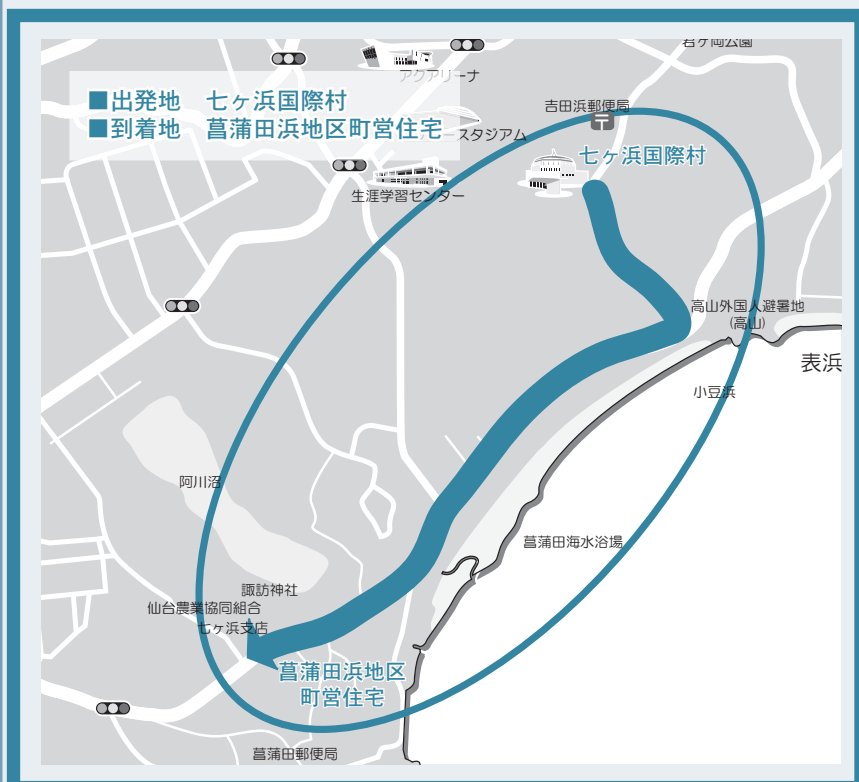 君ヶ岡公園
アクアリーナ
■出発地 七ヶ浜国際村
■到着地 菖蒲田浜地区町営住宅
吉田浜郵便局
スタジアム
七ヶ浜国際村
生涯学習センター
高山外国人避暑地
(高山)
表浜
小豆浜
阿川沼
菖蒲田海水浴場
諏訪神社
仙台農業協同組合
七ヶ浜支店
菖蒲田浜地区
町営住宅
菖蒲田郵便局